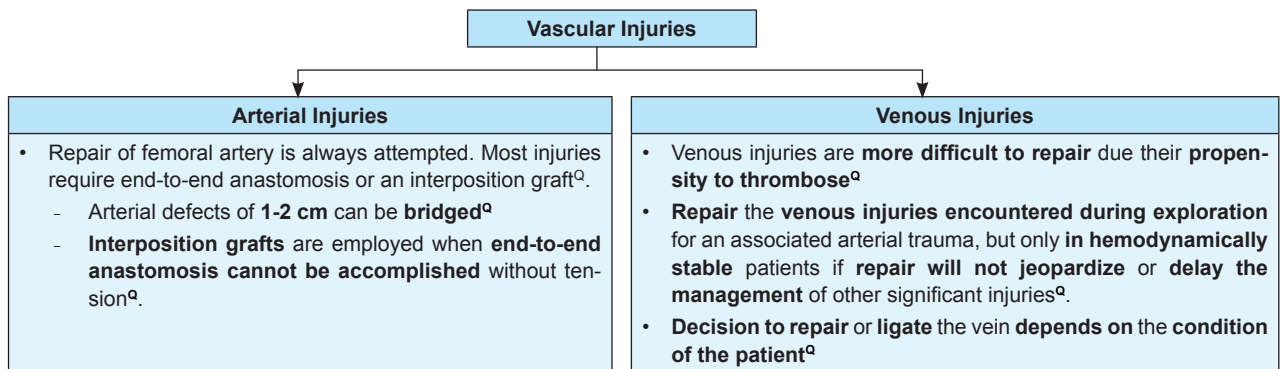 Vascular Injuries
Arterial Injuries
• Repair of femoral artery is always attempted. Most injuries
require end-to-end anastomosis or an interposition graftQ.
- Arterial defects of 1-2 cm can be bridgedQ
- Interposition grafts are employed when end-to-end
anastomosis cannot be accomplished without ten-
sionQ.
Venous Injuries
• Venous injuries are more difficult to repair due their propen-
sity to thromboseQ
• Repair the venous injuries encountered during exploration
for an associated arterial trauma, but only in hemodynamically
stable patients if repair will not jeopardize or delay the
management of other significant injuriesQ.
• Decision to repair or ligate the vein depends on the condition
of the patientQ